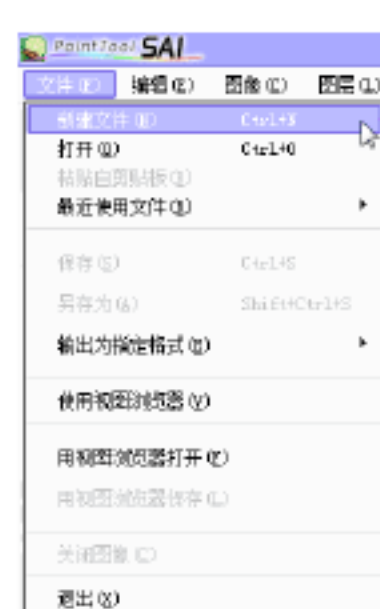 PaintTool SAI
文件(F) 编辑(E) 图像(C) 图层(L)
新建文件(N) Ctrl+N
打开(O) Ctrl+O
粘贴自剪贴板(I)
最近使用文件(R)
保存(S) Ctrl+S
另存为(A) Shift+Ctrl+S
输出为指定格式(E)
使用视图浏览器(V)
用视图浏览器打开(F)
用视图浏览器保存(L)
关闭图像(C)
退出(X)